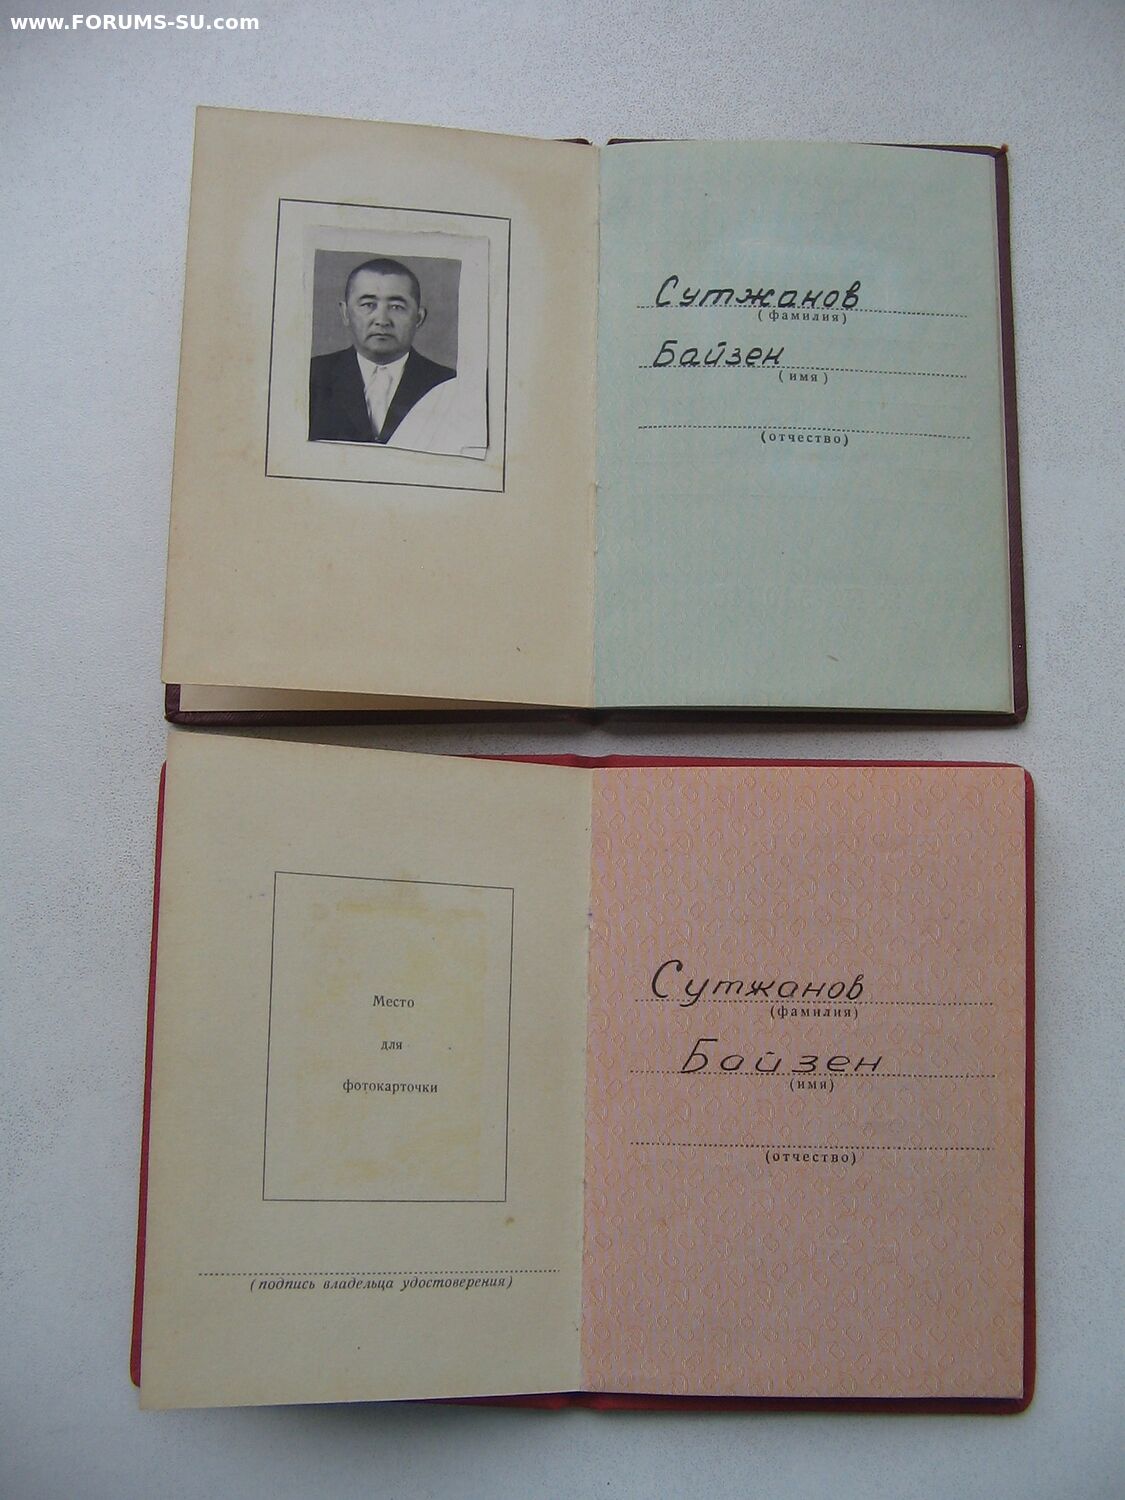 www.FORUMS-SU.com
Сутжанов
(фамилия)
Байзен
(имя)
(отчество)
Место
для
фотокарточки
(подпись владельца удостоверения)
Сутжанов
(фамилия)
Байзен
(имя)
(отчество)